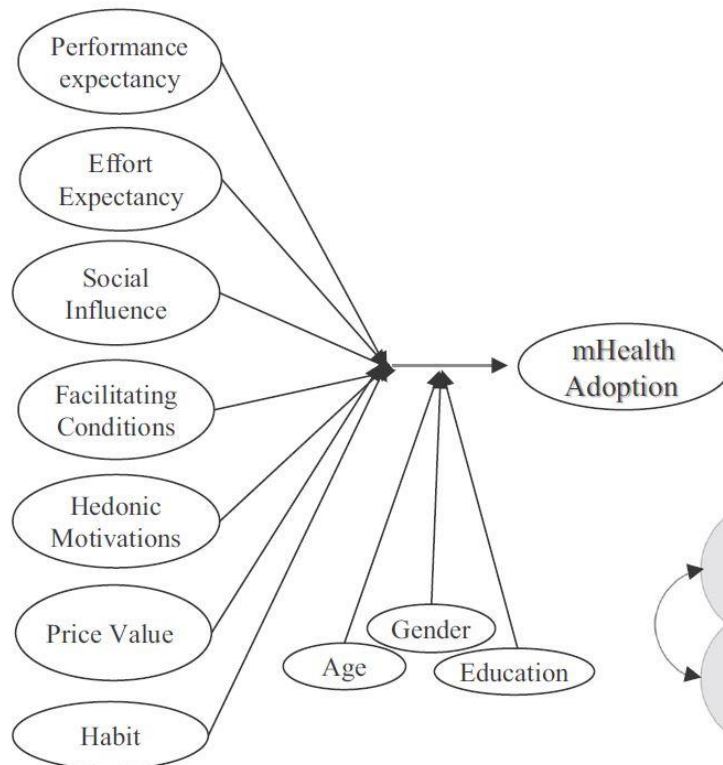 Performance
expectancy
Effort
Expectancy
Social
Influence
Facilitating
Conditions
Hedonic
Motivations
Price Value
Habit
mHealth
Adoption
Age
Gender
Education